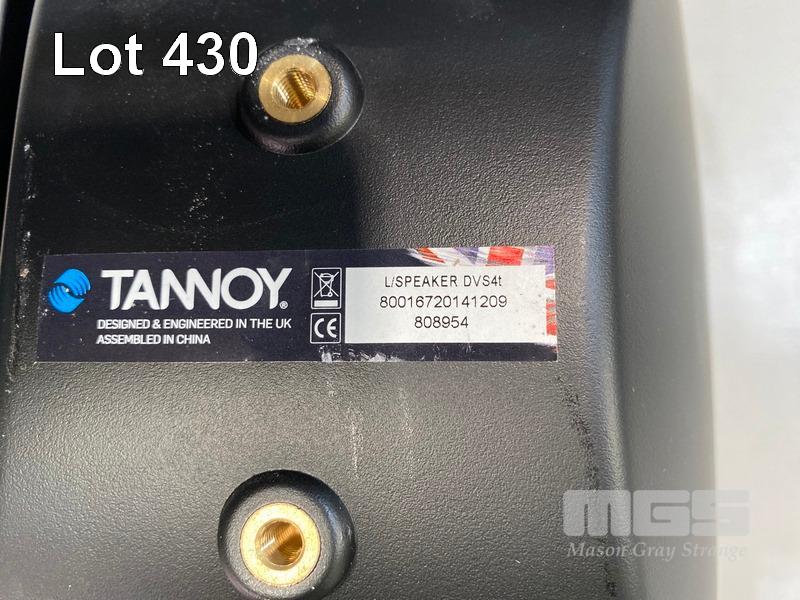 Lot 430
TANNOY®
DESIGNED & ENGINEERED IN THE UK
ASSEMBLED IN CHINA
CE
L/SPEAKER DVS4t
80016720141209
808954
MGS
Mason Gray Strange